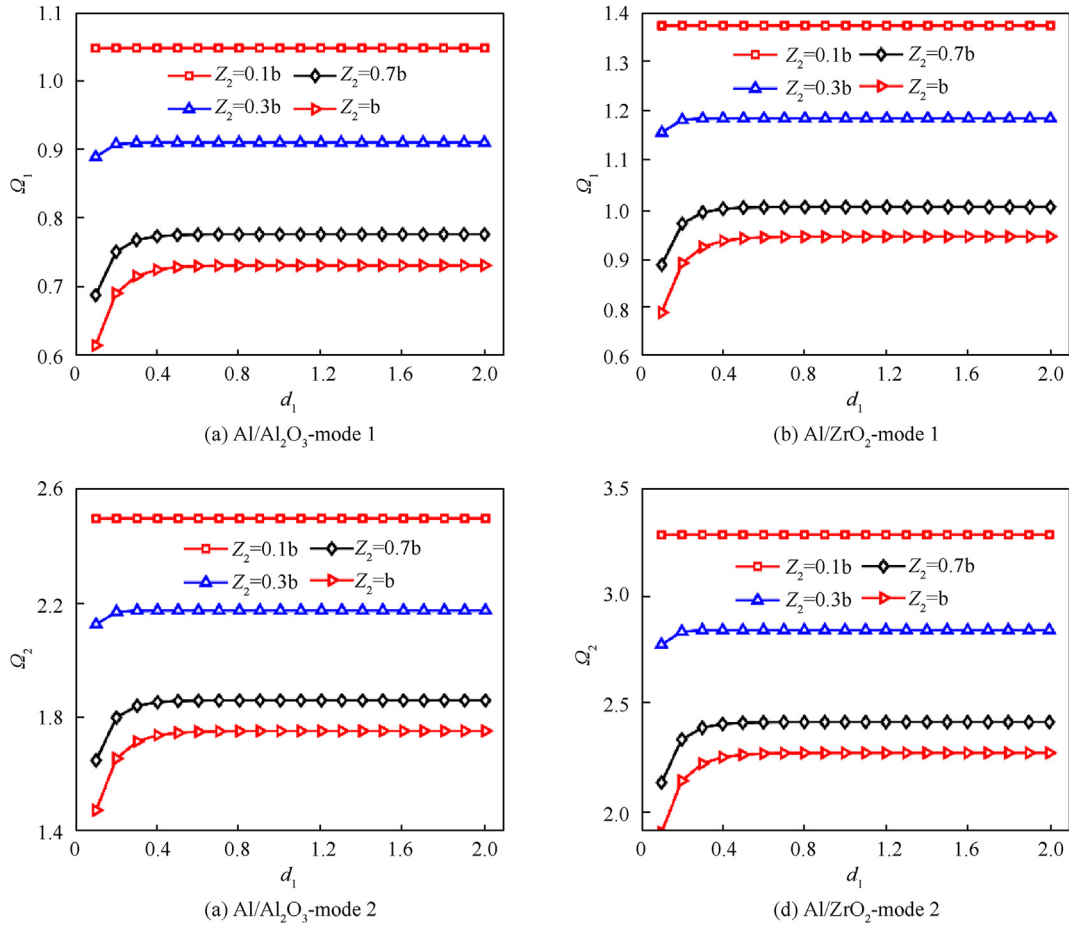 1.1
1.0
0.9
0.8
0.7
0.6
Ω₁
Z₂=0.1b
Z₂=0.7b
Z₂=0.3b
Z₂=b
0
0.4
0.8
1.2
1.6
2.0
d₁
(a) Al/Al₂O₃-mode 1
1.4
1.3
1.2
1.1
1.0
0.9
0.8
0.7
Ω₁
Z₂=0.1b
Z₂=0.7b
Z₂=0.3b
Z₂=b
0
0.4
0.8
1.2
1.6
2.0
d₁
(b) Al/ZrO₂-mode 1
2.6
2.2
1.8
1.4
Ω₂
Z₂=0.1b
Z₂=0.7b
Z₂=0.3b
Z₂=b
0
0.4
0.8
1.2
1.6
2.0
d₁
(a) Al/Al₂O₃-mode 2
3.5
3.0
2.5
2.0
Ω₂
Z₂=0.1b
Z₂=0.7b
Z₂=0.3b
Z₂=b
0
0.4
0.8
1.2
1.6
2.0
d₁
(d) Al/ZrO₂-mode 2